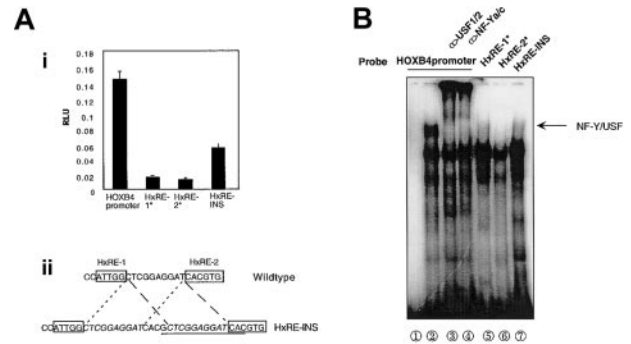 A
i
0.18
0.16
0.14
0.12
0.10
0.08
0.06
0.04
0.02
0
RLU
HOXB4 promoter
HxRE-1*
HxRE-2*
HxRE-INS
ii
HxRE-1
HxRE-2
CCATTGGCTCGGAGGATCACGTG
Wildtype
CCATTGGCTCGGAGGATCACGCTCGGAGGATCACGTG
HxRE-INS
B
Probe
HOXB4promoter
∞USF1/2
∞NF-Ya/c
HxRE-1*
HxRE-2*
HxRE-INS
NF-Y/USF
① ② ③ ④ ⑤ ⑥ ⑦